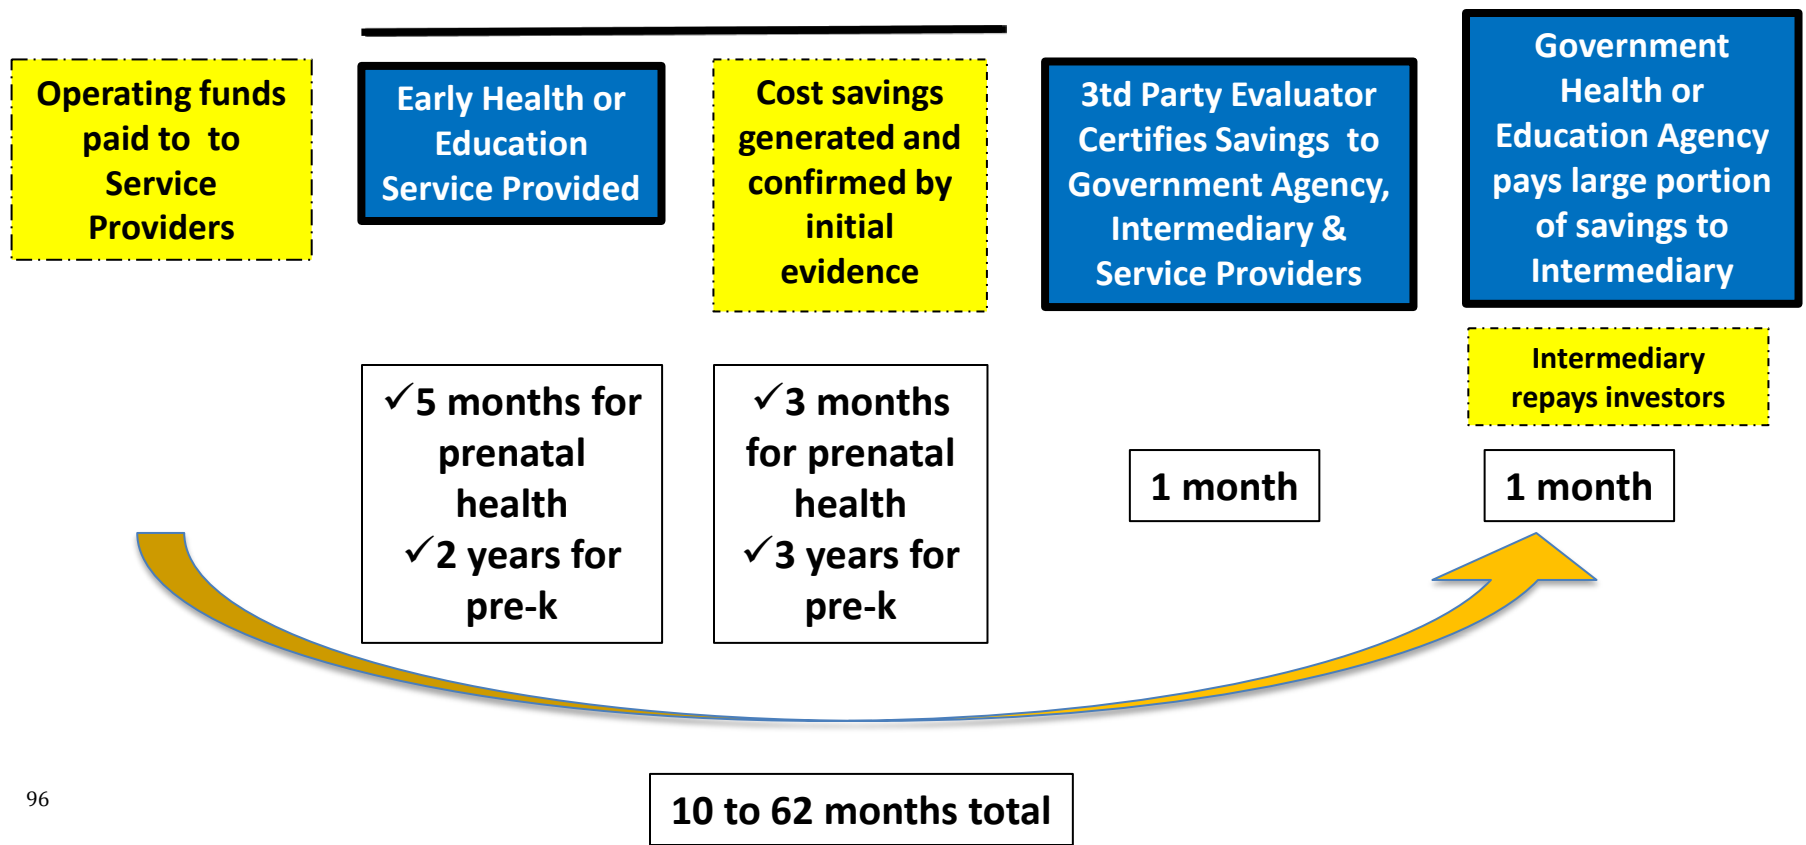 Operating funds
paid to  to
Service
Providers
Early Health or
Education
Service Provided
Cost savings
generated and
confirmed by
initial
evidence
3td Party Evaluator
Certifies Savings  to
Government Agency,
Intermediary &
Service Providers
Government
Health or
Education Agency
pays large portion
of savings to
Intermediary
Intermediary
repays investors
✓5 months for
prenatal
health
✓2 years for
pre-k
✓3 months
for prenatal
health
✓3 years for
pre-k
1 month
1 month
10 to 62 months total
96